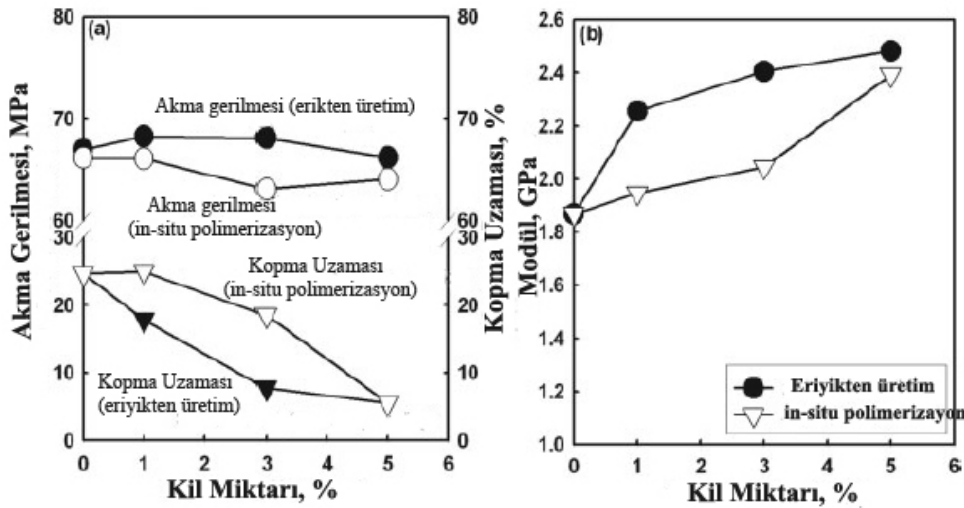 (a)
Akma Gerilmesi, MPa
80
70
60
30
20
10
0
Akma gerilmesi (erikten üretim)
Akma gerilmesi
(in-situ polimerizasyon)
Kopma Uzaması
(in-situ polimerizasyon)
Kopma Uzaması
(eriyikten üretim)
80
70
60
30
20
10
0
Kopma Uzaması, %
0 1 2 3 4 5 6
Kil Miktarı, %
(b)
Modül, GPa
2.6
2.4
2.2
2.0
1.8
1.6
1.4
1.2
1.0
Eriyikten üretim
in-situ polimerizayon
0 1 2 3 4 5 6
Kil Miktarı, %